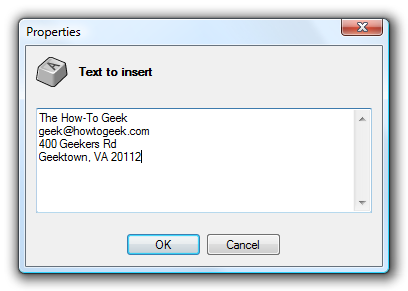 Properties
A
Text to insert
The How-To Geek
geek@howtogeek.com
400 Geekers Rd
Geektown, VA 20112
OK
Cancel